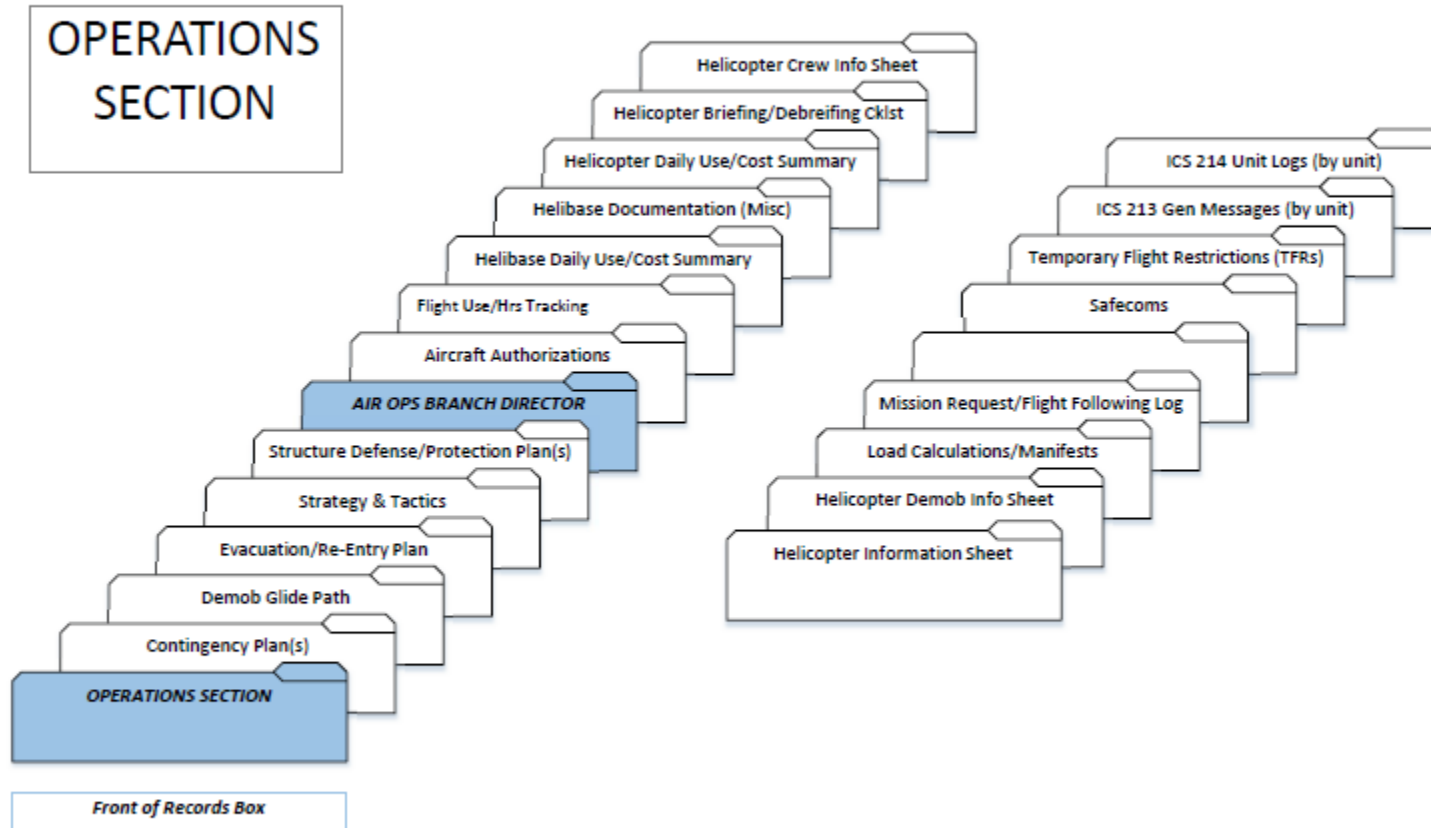 OPERATIONS
SECTION
Helicopter Crew Info Sheet
Helicopter Briefing/Debreifing Cklst
Helicopter Daily Use/Cost Summary
Helibase Documentation (Misc)
Helibase Daily Use/Cost Summary
Flight Use/Hrs Tracking
Aircraft Authorizations
AIR OPS BRANCH DIRECTOR
Structure Defense/Protection Plan(s)
Strategy & Tactics
Evacuation/Re-Entry Plan
Demob Glide Path
Contingency Plan(s)
OPERATIONS SECTION
Front of Records Box
ICS 214 Unit Logs (by unit)
ICS 213 Gen Messages (by unit)
Temporary Flight Restrictions (TFRs)
Safecoms
Mission Request/Flight Following Log
Load Calculations/Manifests
Helicopter Demob Info Sheet
Helicopter Information Sheet